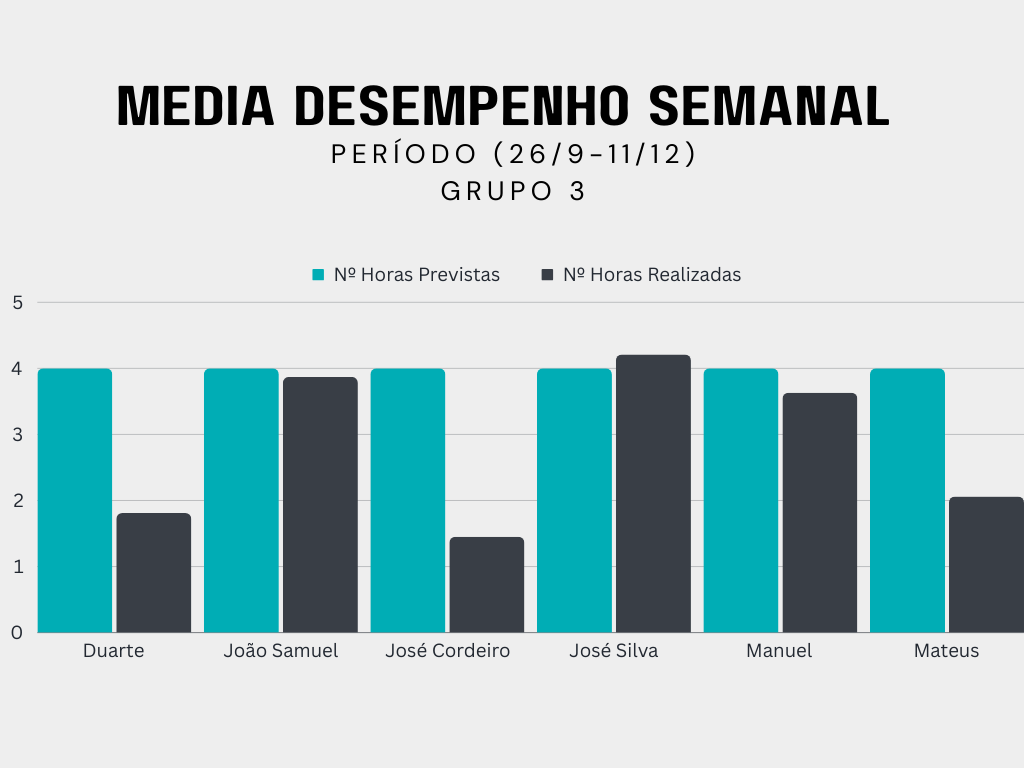 MEDIA DESEMPENHO SEMANAL
PERÍODO (26/9-11/12)
GRUPO 3
Nº Horas Previstas Nº Horas Realizadas
5
4
3
2
1
0
Duarte João Samuel José Cordeiro José Silva Manuel Mateus